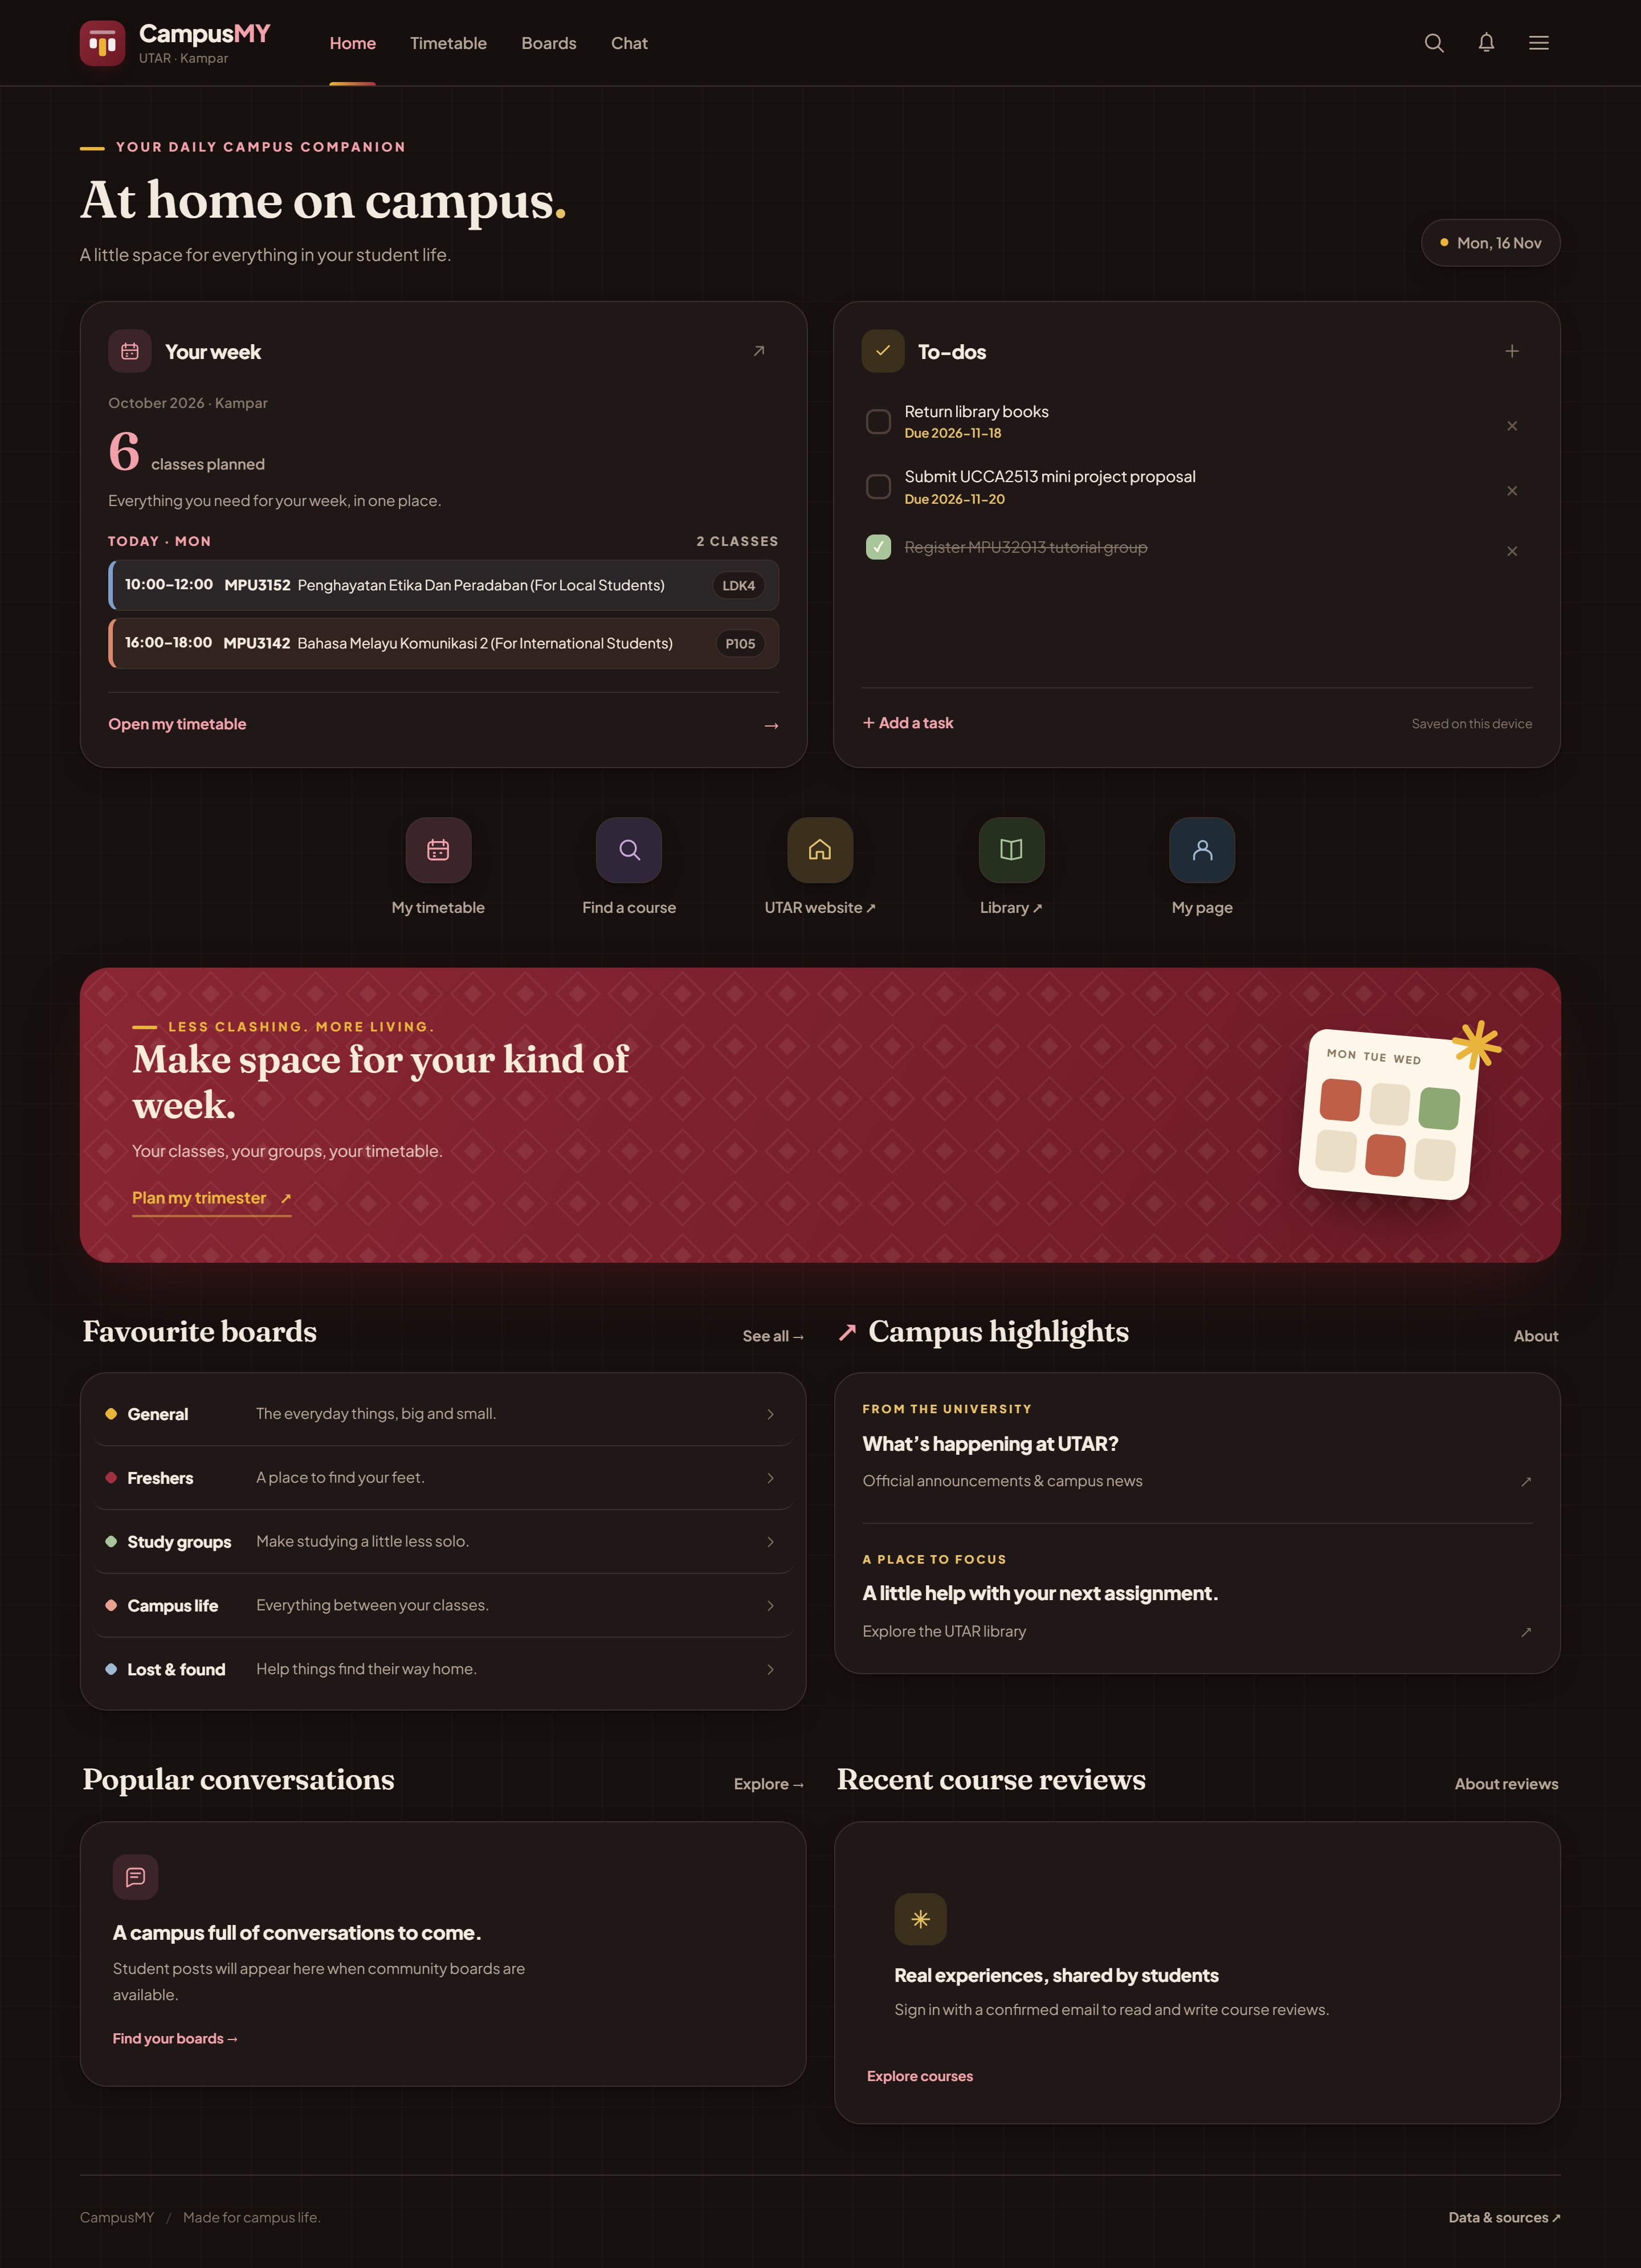 CampusMY
UTAR · Kampar
Home
Timetable
Boards
Chat
YOUR DAILY CAMPUS COMPANION
At home on campus.
A little space for everything in your student life.
Mon, 16 Nov
Your week
October 2026 · Kampar
6 classes planned
Everything you need for your week, in one place.
TODAY · MON
2 CLASSES
10:00–12:00 MPU3152 Penghayatan Etika Dan Peradaban (For Local Students) LDK4
16:00–18:00 MPU3142 Bahasa Melayu Komunikasi 2 (For International Students) P105
Open my timetable →
To-dos
Return library books
Due 2026-11-18
Submit UCCA2513 mini project proposal
Due 2026-11-20
Register MPU32013 tutorial group
+ Add a task
Saved on this device
My timetable
Find a course
UTAR website ↗
Library ↗
My page
LESS CLASHING. MORE LIVING.
Make space for your kind of
week.
Your classes, your groups, your timetable.
Plan my trimester ↗
MON TUE WED
Favourite boards
See all →
General
The everyday things, big and small.
Freshers
A place to find your feet.
Study groups
Make studying a little less solo.
Campus life
Everything between your classes.
Lost & found
Help things find their way home.
↗ Campus highlights
About
FROM THE UNIVERSITY
What’s happening at UTAR?
Official announcements & campus news ↗
A PLACE TO FOCUS
A little help with your next assignment.
Explore the UTAR library ↗
Popular conversations
Explore →
A campus full of conversations to come.
Student posts will appear here when community boards are
available.
Find your boards →
Recent course reviews
About reviews
Real experiences, shared by students
Sign in with a confirmed email to read and write course reviews.
Explore courses
CampusMY / Made for campus life.
Data & sources ↗